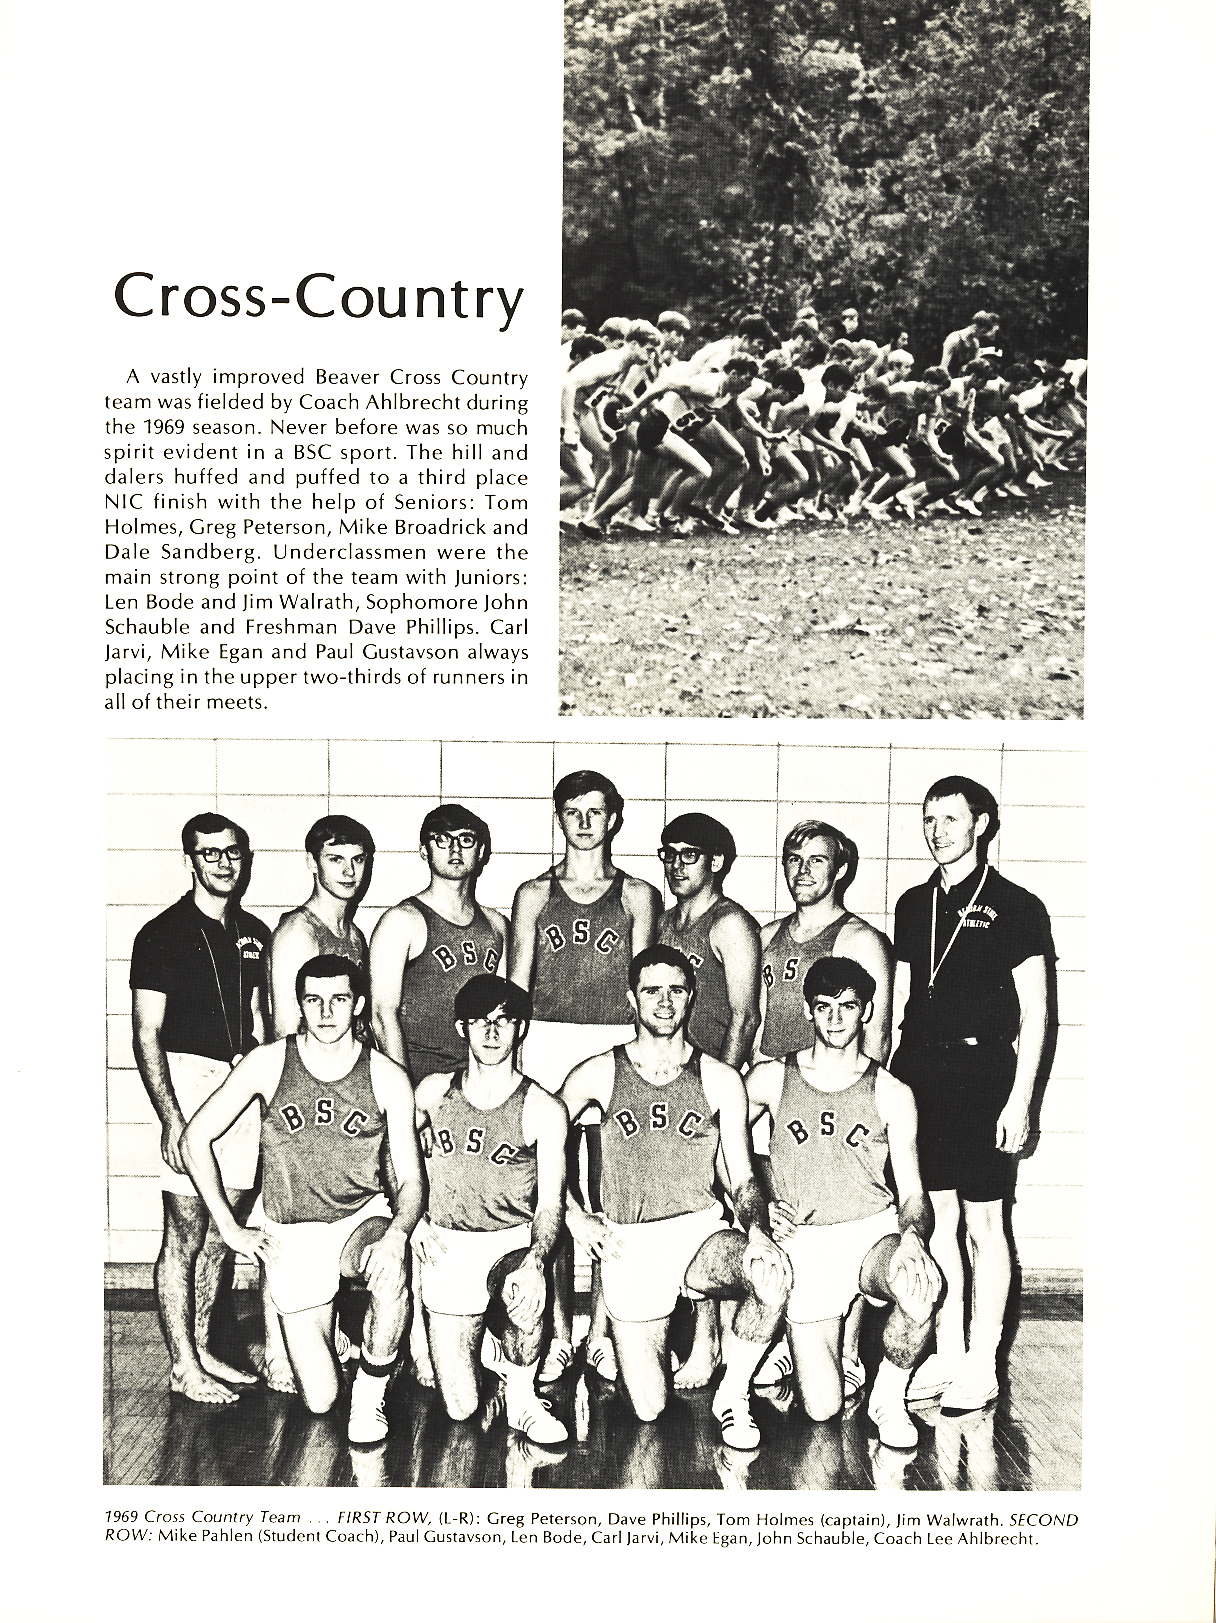 Cross-Country
A vastly improved Beaver Cross Country
team was fielded by Coach Ahlbrecht during
the 1969 season. Never before was so much
spirit evident in a BSC sport. The hill and
dalers huffed and puffed to a third place
NIC finish with the help of Seniors: Tom
Holmes, Greg Peterson, Mike Broadrick and
Dale Sandberg. Underclassmen were the
main strong point of the team with Juniors:
Len Bode and Jim Walrath, Sophomore John
Schauble and Freshman Dave Phillips. Carl
Jarvi, Mike Egan and Paul Gustavson always
placing in the upper two-thirds of runners in
all of their meets.
BSC
BSC
BS
STATE
ATHLETIC
BSC
BSC
BSC
BSC
1969 Cross Country Team ... FIRST ROW, (L-R): Greg Peterson, Dave Phillips, Tom Holmes (captain), Jim Walwrath. SECOND
ROW: Mike Pahlen (Student Coach), Paul Gustavson, Len Bode, Carl Jarvi, Mike Egan, John Schauble, Coach Lee Ahlbrecht.